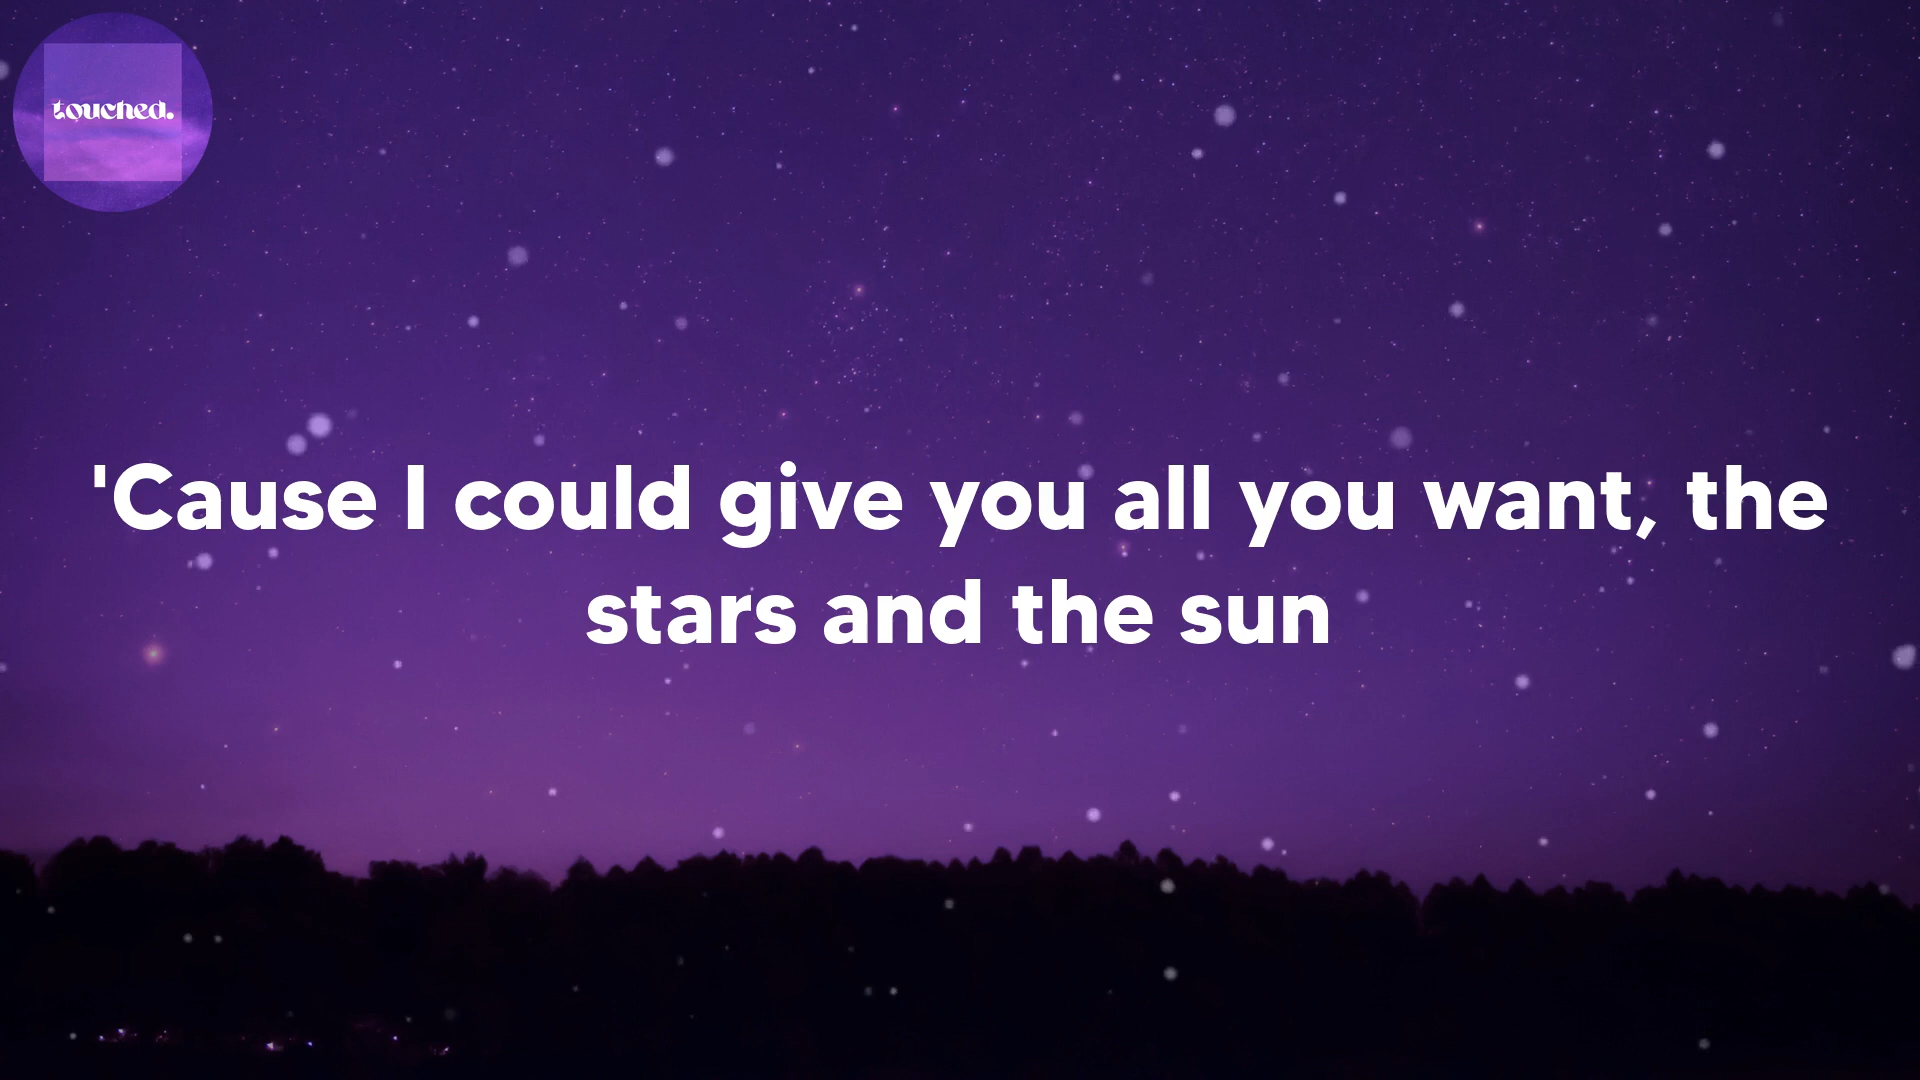 touched.
'Cause I could give you all you want, the
stars and the sun